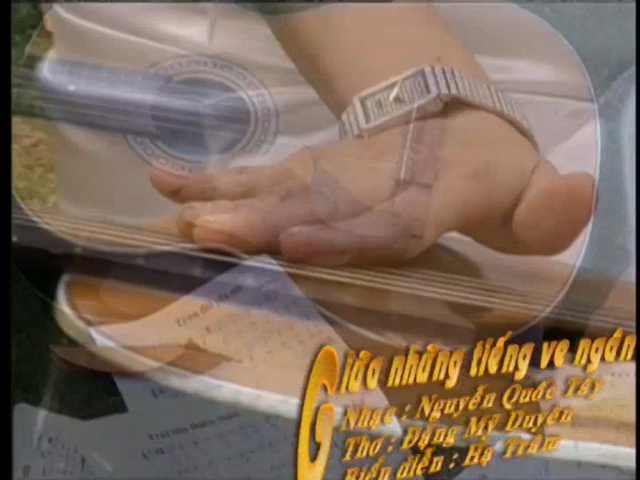 Giữa những tiếng ve ngân
Nhạc : Nguyễn Quốc Tây
Thơ : Đặng Mỹ Duyên
Biểu diễn : Hạ Trâm